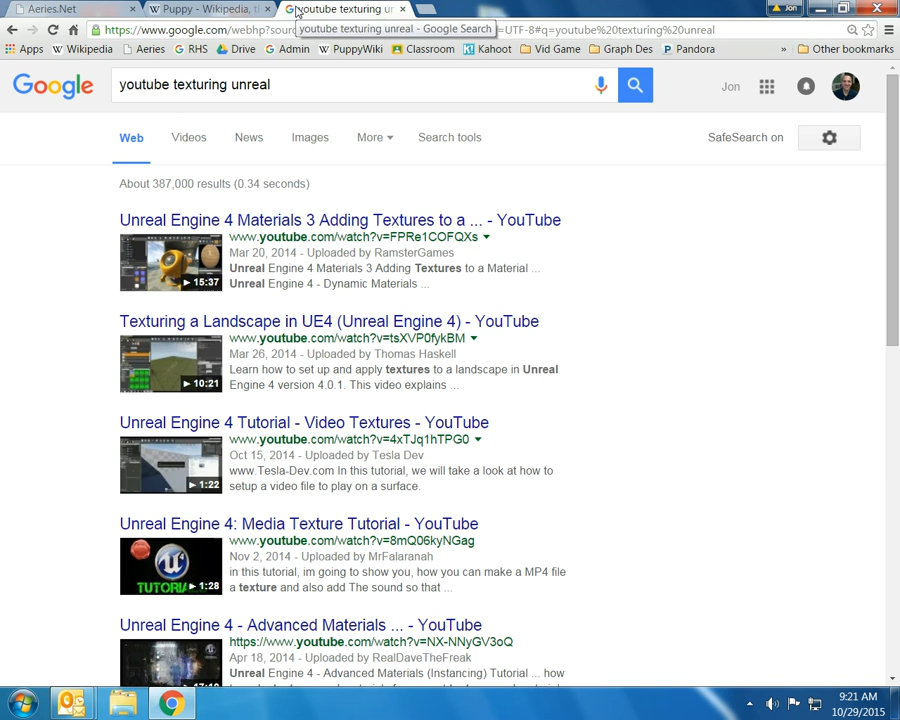 Aeries.Net
Puppy - Wikipedia, th
youtube texturing ur
Jon
https://www.google.com/webhp?sour
youtube texturing unreal - Google Search
UTF-8#q=youtube%20texturing%20unreal
Apps Wikipedia Aeries RHS Drive Admin PuppyWiki Classroom Kahoot Vid Game Graph Des Pandora » Other bookmarks
Google
youtube texturing unreal
Jon
Web Videos News Images More Search tools
SafeSearch on
About 387,000 results (0.34 seconds)
Unreal Engine 4 Materials 3 Adding Textures to a ... - YouTube
www.youtube.com/watch?v=FPRe1COFQXs
Mar 20, 2014 - Uploaded by RamsterGames
Unreal Engine 4 Materials 3 Adding Textures to a Material ...
Unreal Engine 4 - Dynamic Materials ...
15:37
Texturing a Landscape in UE4 (Unreal Engine 4) - YouTube
www.youtube.com/watch?v=tsXVP0fykBM
Mar 26, 2014 - Uploaded by Thomas Haskell
Learn how to set up and apply textures to a landscape in Unreal
Engine 4 version 4.0.1. This video explains ...
10:21
Unreal Engine 4 Tutorial - Video Textures - YouTube
www.youtube.com/watch?v=4xTJq1hTPG0
Oct 15, 2014 - Uploaded by Tesla Dev
www.Tesla-Dev.com In this tutorial, we will take a look at how to
setup a video file to play on a surface.
1:22
Unreal Engine 4: Media Texture Tutorial - YouTube
www.youtube.com/watch?v=8mQ06kyNGag
Nov 2, 2014 - Uploaded by MrFalaranah
in this tutorial, im going to show you, how you can make a MP4 file
a texture and also add The sound so that ...
TUTORIA
1:28
Unreal Engine 4 - Advanced Materials ... - YouTube
https://www.youtube.com/watch?v=NX-NNyGV3oQ
Apr 18, 2014 - Uploaded by RealDaveTheFreak
Unreal Engine 4 - Advanced Materials (Instancing) Tutorial ... how
9:21 AM
10/29/2015